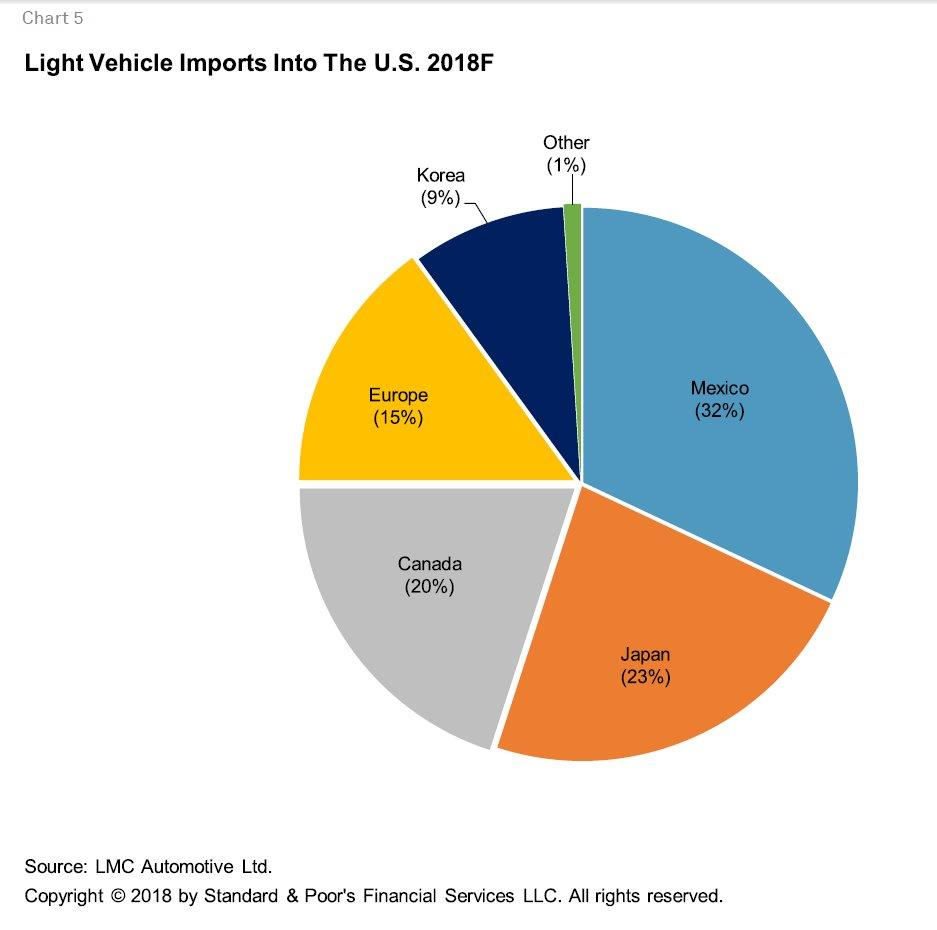 Chart 5
Light Vehicle Imports Into The U.S. 2018F
Other
(1%)
Korea
(9%)
Mexico
(32%)
Europe
(15%)
Canada
(20%)
Japan
(23%)
Source: LMC Automotive Ltd.
Copyright © 2018 by Standard & Poor's Financial Services LLC. All rights reserved.